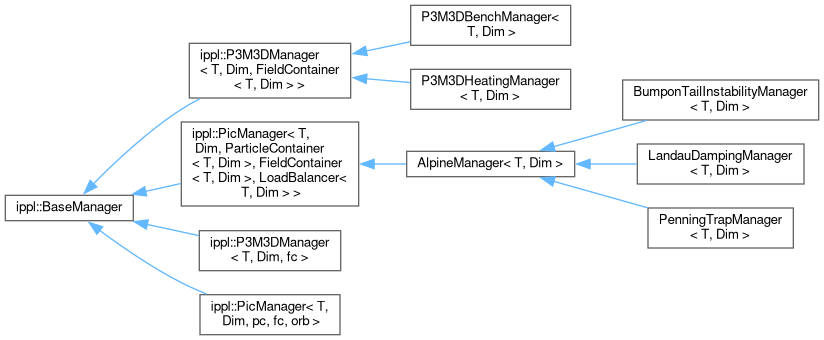 ippl::BaseManager
ippl::P3M3DManager
< T, Dim, FieldContainer
< T, Dim > >
P3M3DBenchManager<
T, Dim >
P3M3DHeatingManager
< T, Dim >
ippl::PicManager< T,
Dim, ParticleContainer
< T, Dim >, FieldContainer
< T, Dim >, LoadBalancer<
T, Dim > >
AlpineManager< T, Dim >
BumponTailInstabilityManager
< T, Dim >
LandauDampingManager
< T, Dim >
PenningTrapManager
< T, Dim >
ippl::P3M3DManager
< T, Dim, fc >
ippl::PicManager< T,
Dim, pc, fc, orb >